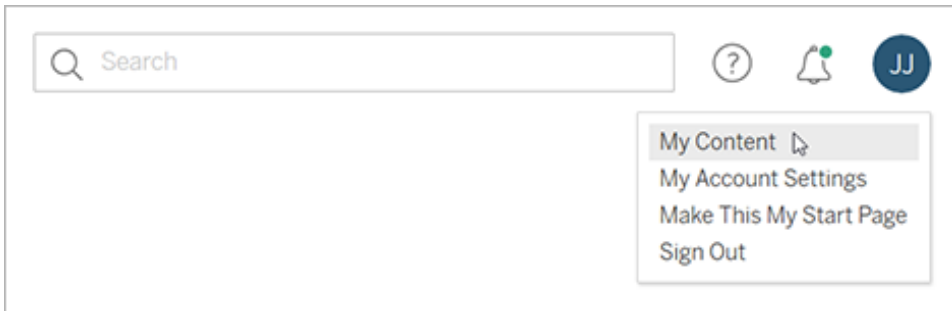 Search
?
JJ
My Content
My Account Settings
Make This My Start Page
Sign Out